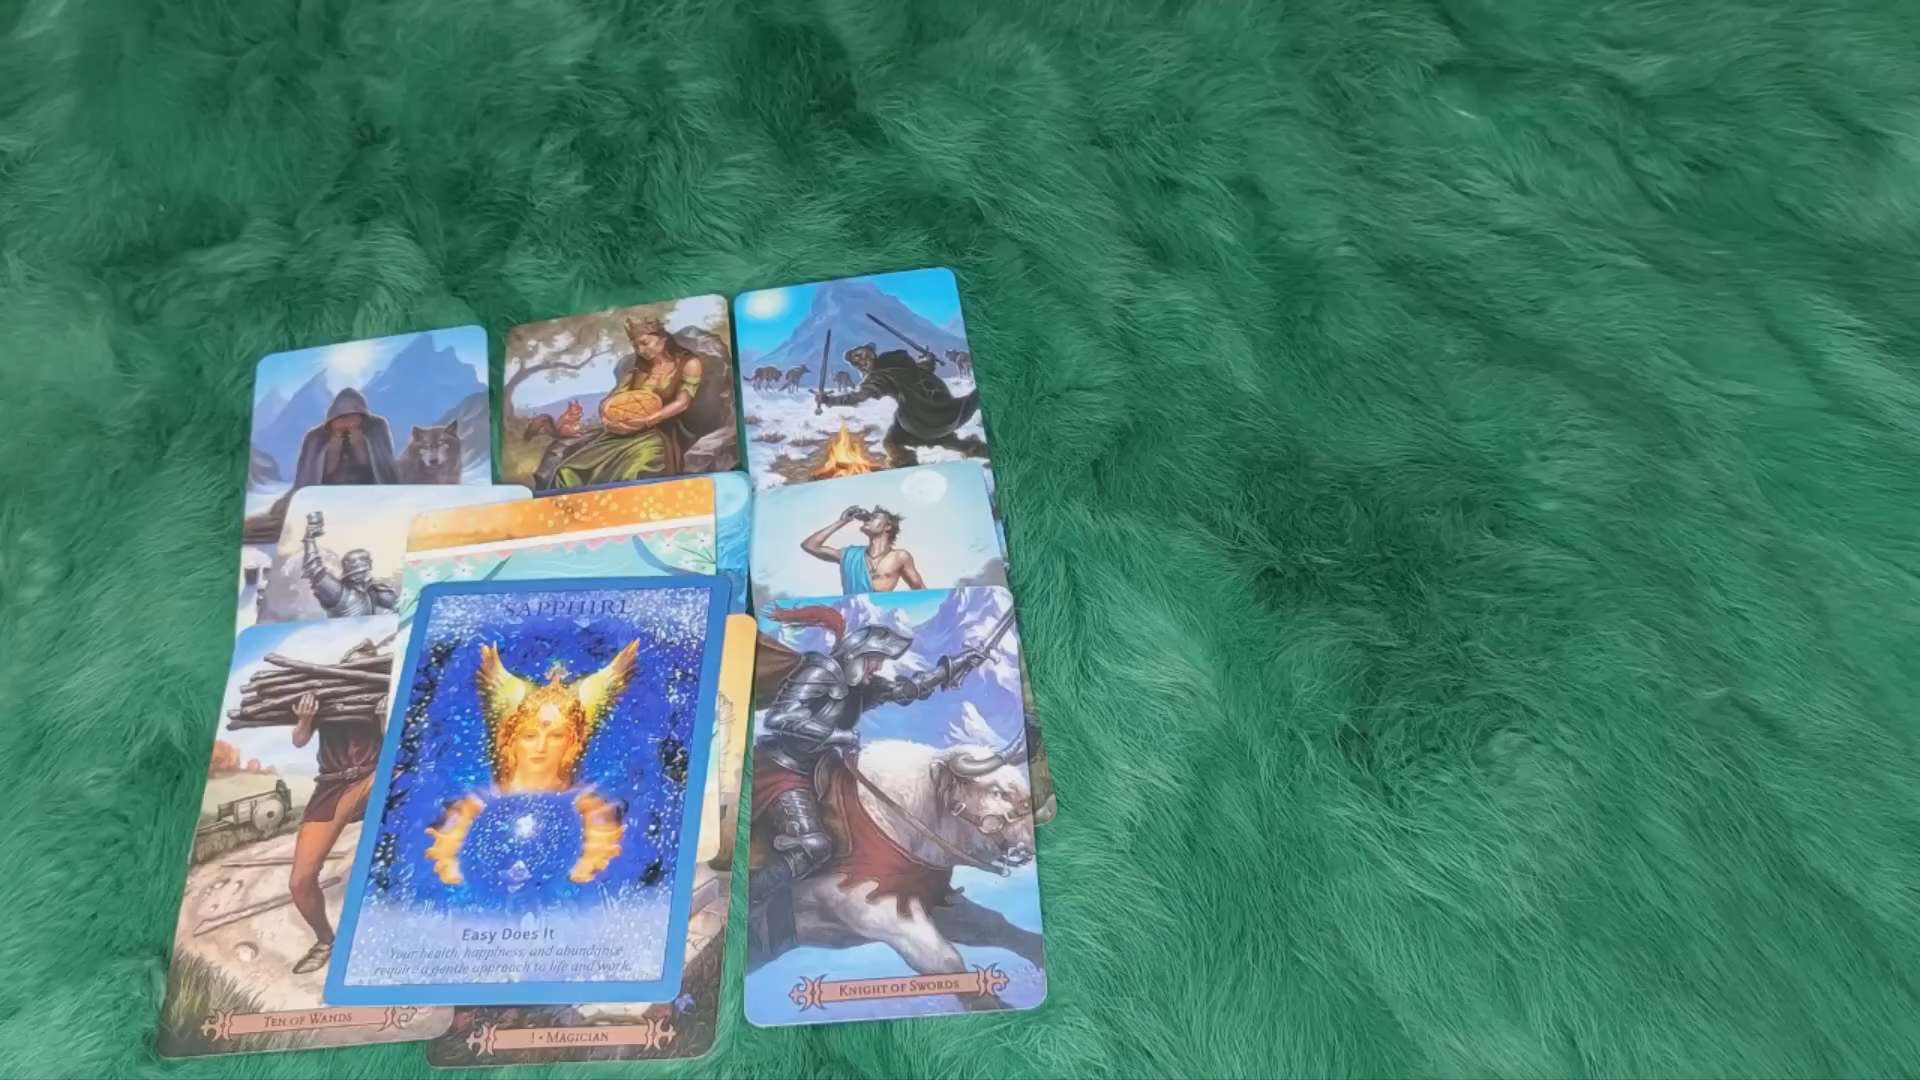 SAPPHIRE
Easy Does It
Your health, happiness, and abundance
require a gentle approach to life and work.
KNIGHT OF SWORDS
TEN OF WANDS
I • MAGICIAN